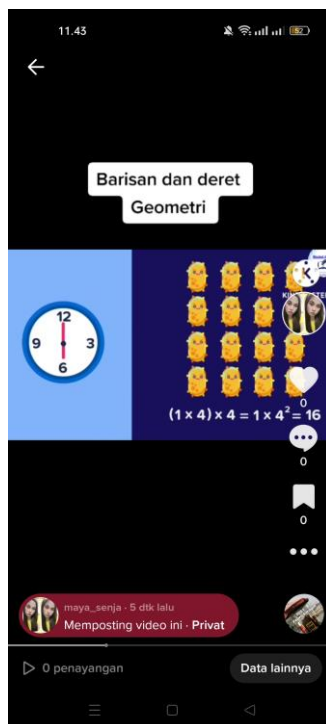 11.43
52
Barisan dan deret
Geometri
12
9
3
6
K
(1 x 4) x 4 = 1 x 4² = 16
0
0
0
maya_senja · 5 dtk lalu
Memposting video ini · Privat
0 penayangan
Data lainnya